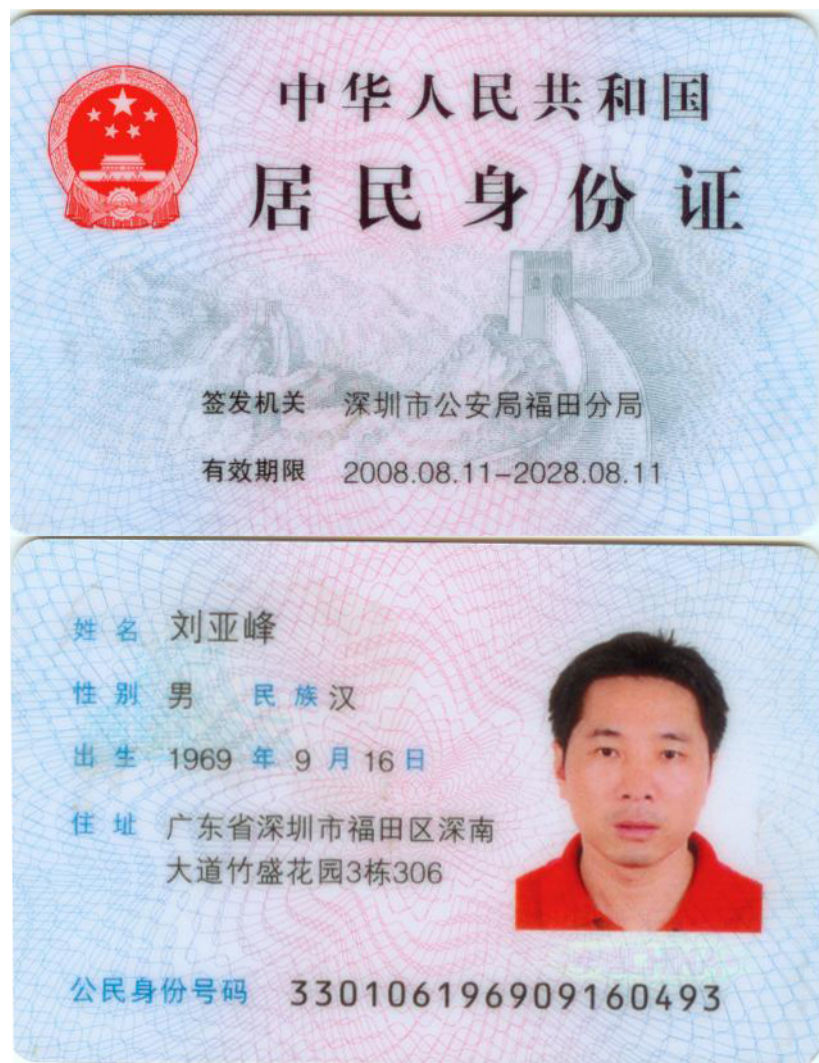 中华人民共和国
居民身份证
签发机关 深圳市公安局福田分局
有效期限 2008.08.11-2028.08.11
姓名 刘亚峰
性别 男 民族 汉
出生 1969 年 9 月 16 日
住址 广东省深圳市福田区深南
大道竹盛花园3栋306
公民身份号码 330106196909160493